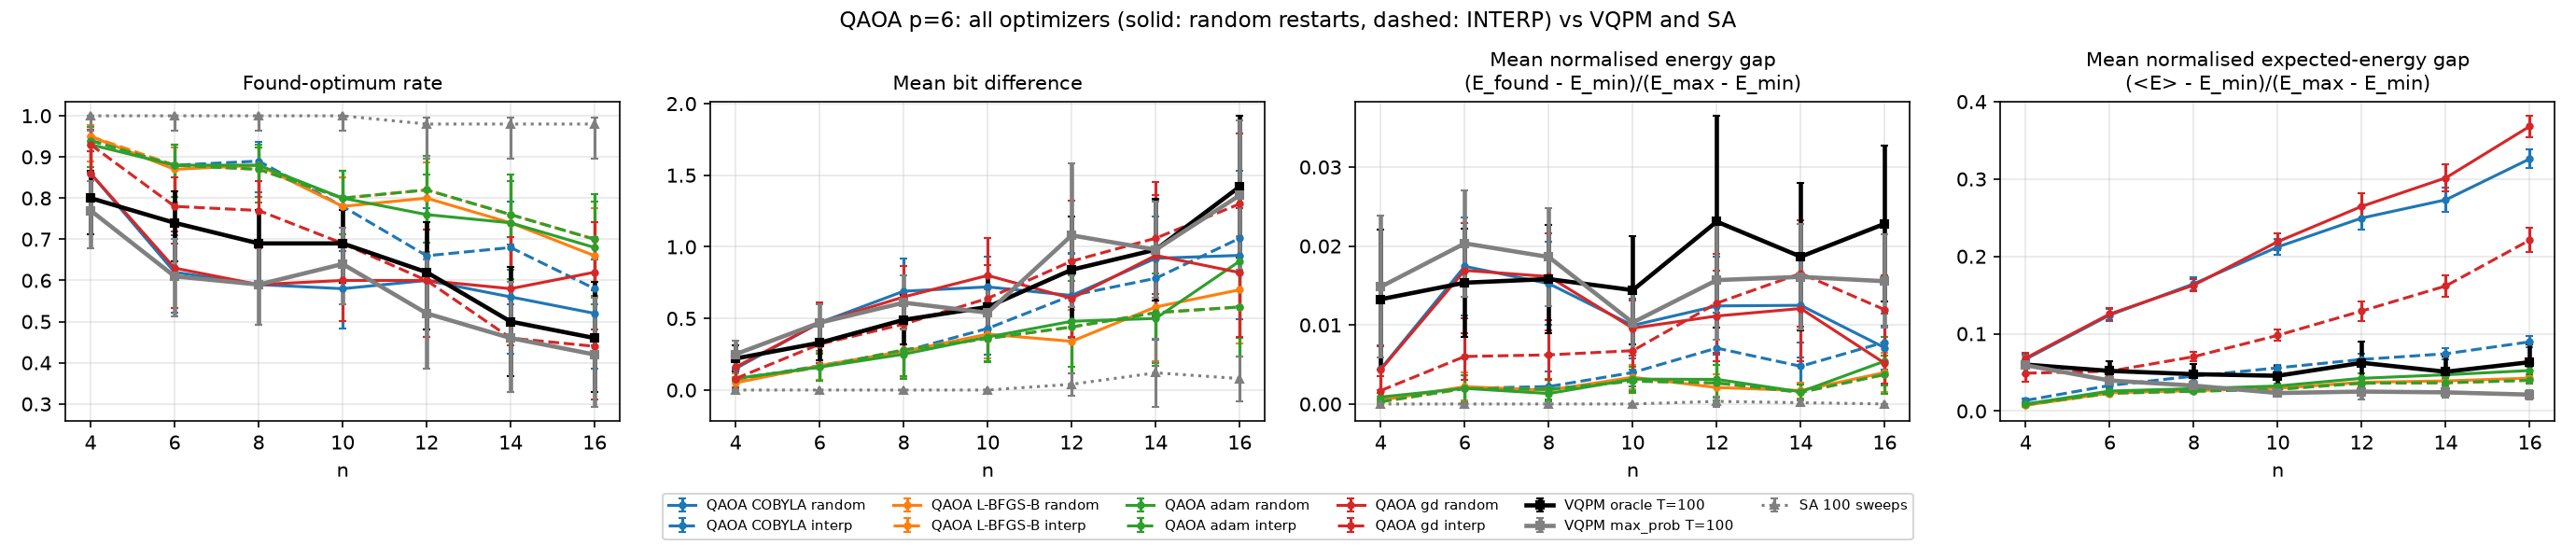 QAOA p=6: all optimizers (solid: random restarts, dashed: INTERP) vs VQPM and SA
Found-optimum rate
1.0
0.9
0.8
0.7
0.6
0.5
0.4
0.3
4 6 8 10 12 14 16
n
Mean bit difference
2.0
1.5
1.0
0.5
0.0
4 6 8 10 12 14 16
n
Mean normalised energy gap
(E_found - E_min)/(E_max - E_min)
0.03
0.02
0.01
0.00
4 6 8 10 12 14 16
n
Mean normalised expected-energy gap
(<E> - E_min)/(E_max - E_min)
0.4
0.3
0.2
0.1
0.0
4 6 8 10 12 14 16
n
QAOA COBYLA random
QAOA COBYLA interp
QAOA L-BFGS-B random
QAOA L-BFGS-B interp
QAOA adam random
QAOA adam interp
QAOA gd random
QAOA gd interp
VQPM oracle T=100
VQPM max_prob T=100
SA 100 sweeps